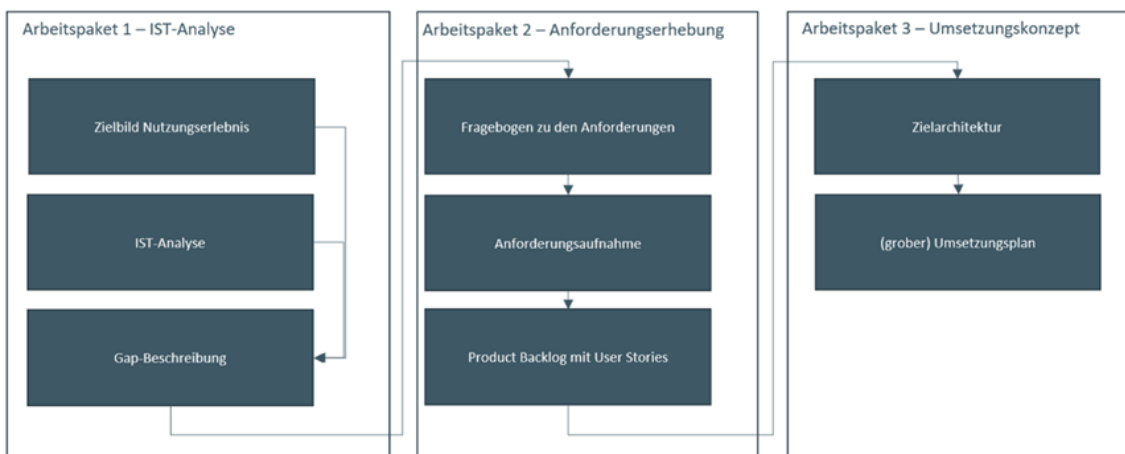 Arbeitspaket 1 – IST-Analyse
Zielbild Nutzungserlebnis
IST-Analyse
Gap-Beschreibung
Arbeitspaket 2 – Anforderungserhebung
Fragebogen zu den Anforderungen
Anforderungsaufnahme
Product Backlog mit User Stories
Arbeitspaket 3 – Umsetzungskonzept
Zielarchitektur
(grober) Umsetzungsplan